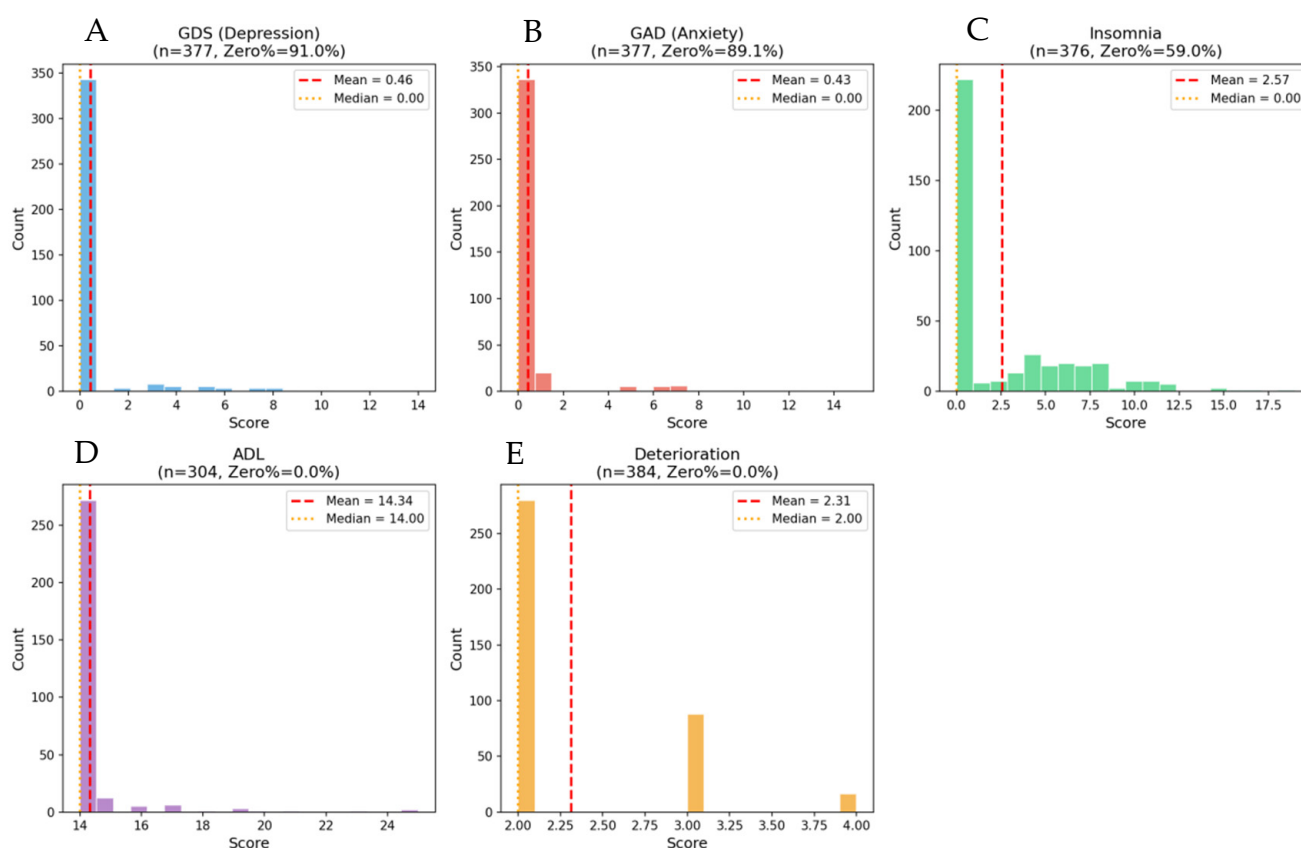 A
GDS (Depression)
(n=377, Zero%=91.0%)
Mean = 0.46
Median = 0.00
350
300
250
200
150
100
50
0
Count
0 2 4 6 8 10 12 14
Score
B
GAD (Anxiety)
(n=377, Zero%=89.1%)
Mean = 0.43
Median = 0.00
350
300
250
200
150
100
50
0
Count
0 2 4 6 8 10 12 14
Score
C
Insomnia
(n=376, Zero%=59.0%)
Mean = 2.57
Median = 0.00
200
150
100
50
0
Count
0.0 2.5 5.0 7.5 10.0 12.5 15.0 17.5
Score
D
ADL
(n=304, Zero%=0.0%)
Mean = 14.34
Median = 14.00
250
200
150
100
50
0
Count
14 16 18 20 22 24
Score
E
Deterioration
(n=384, Zero%=0.0%)
Mean = 2.31
Median = 2.00
250
200
150
100
50
0
Count
2.00 2.25 2.50 2.75 3.00 3.25 3.50 3.75 4.00
Score